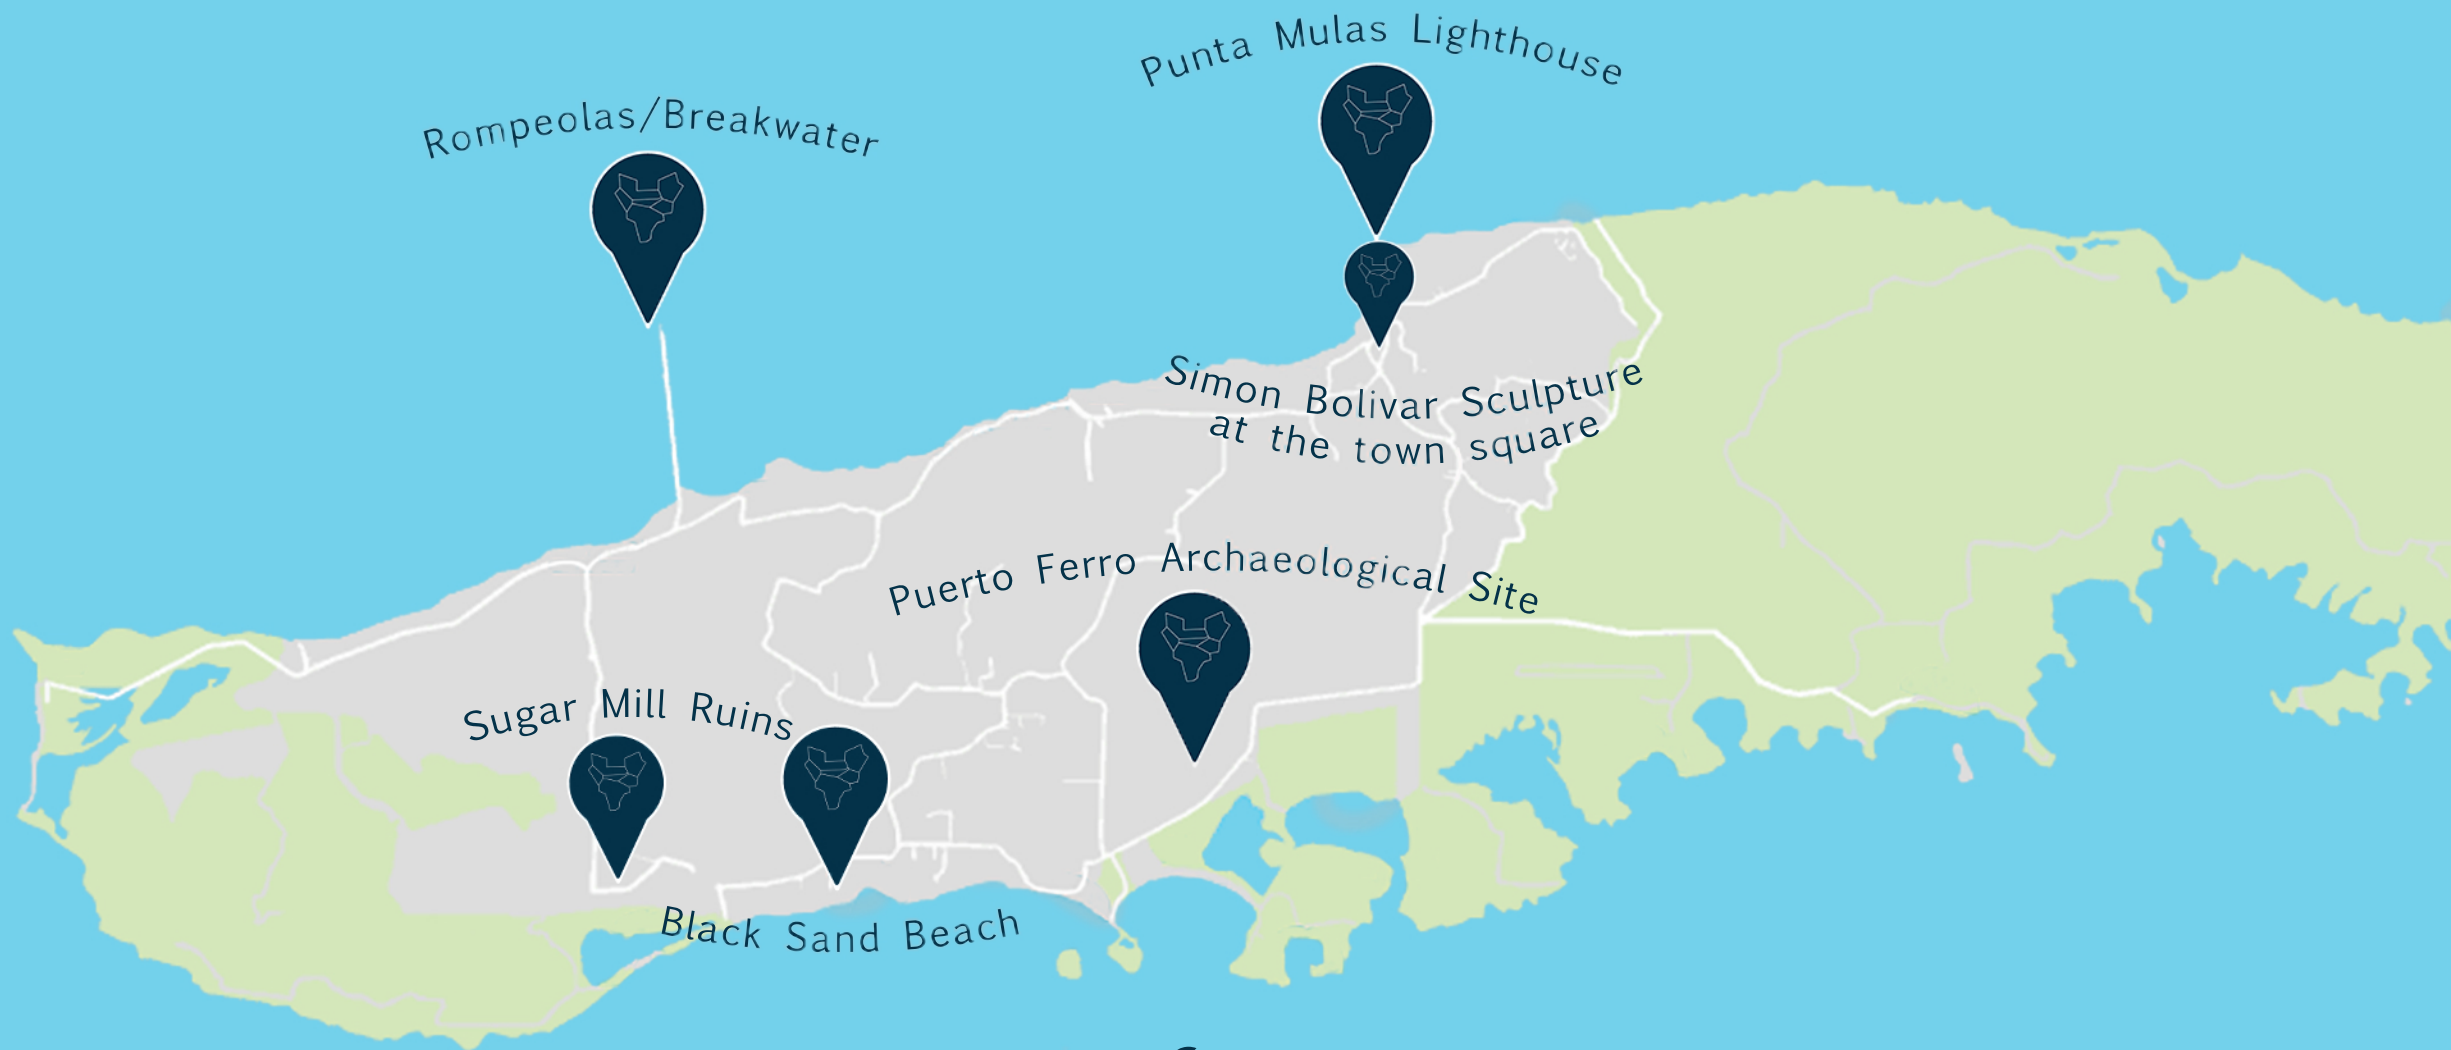 Punta Mulas Lighthouse
Rompeolas/Breakwater
Simon Bolivar Sculpture
at the town square
Puerto Ferro Archaeological Site
Sugar Mill Ruins
Black Sand Beach